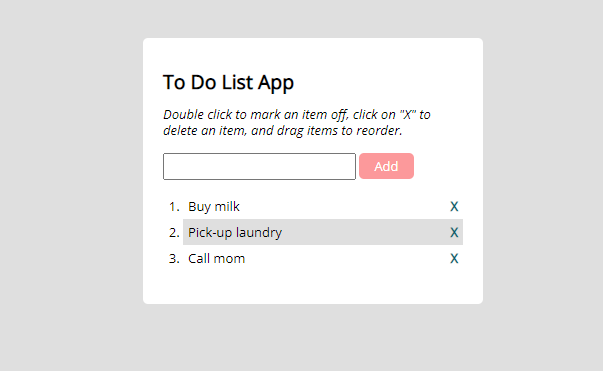 To Do List App
Double click to mark an item off, click on "X" to
delete an item, and drag items to reorder.
Add
1. Buy milk X
2. Pick-up laundry X
3. Call mom X